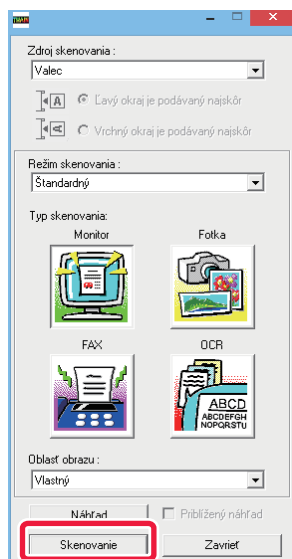 Zdroj skenovania :
Valec
A Ľavý okraj je podávaný najskôr
A Vrchný okraj je podávaný najskôr
Režim skenovania :
Štandardný
Typ skenovania:
Monitor Fotka
FAX OCR
ABCD
ABCDEFGH
NOPQRSTU
Oblasť obrazu :
Vlastný
Náhľad Priblížený náhľad
Skenovanie Zavrieť